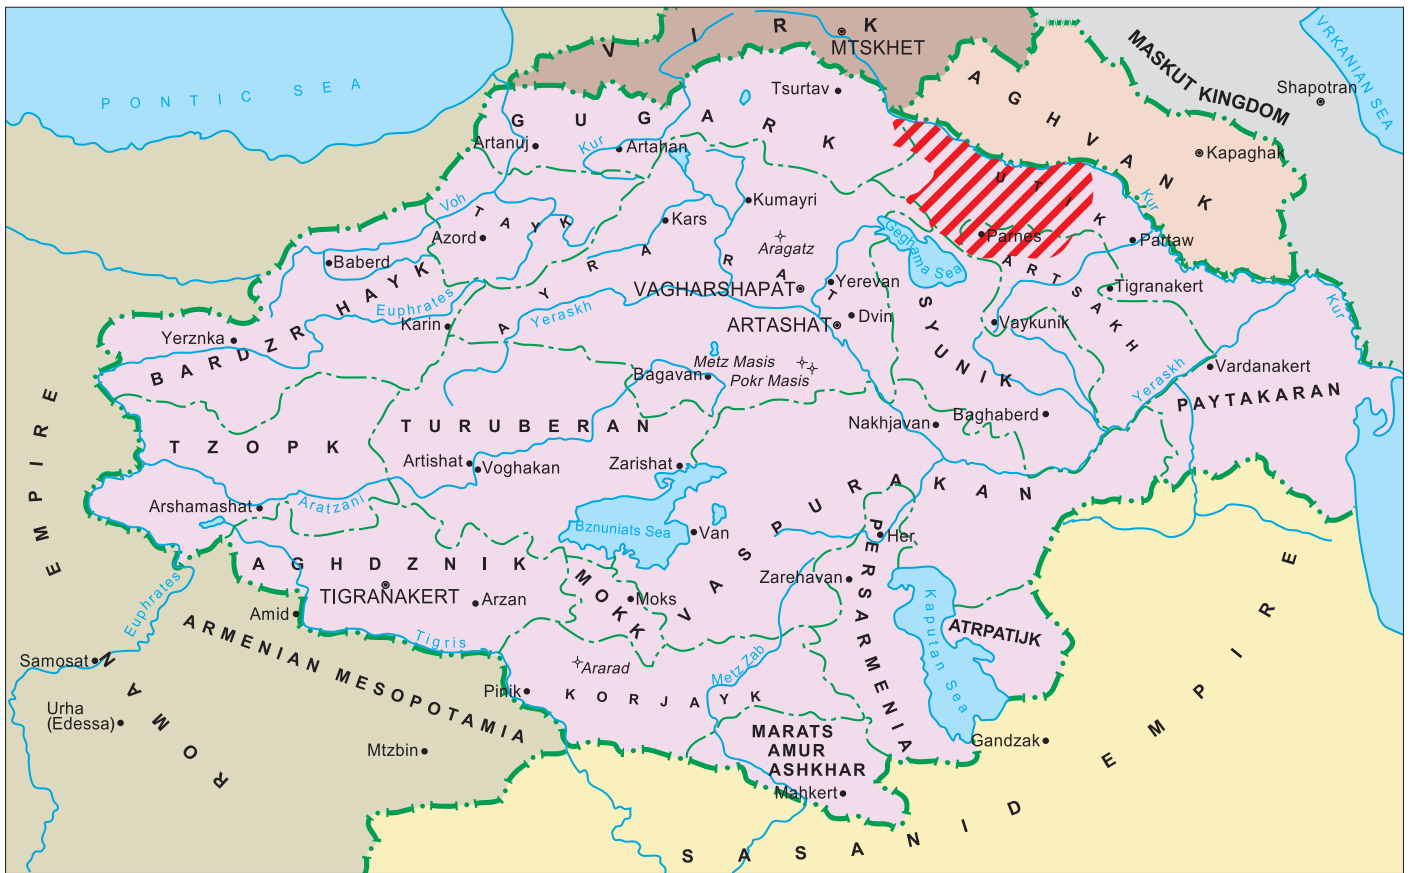 PONTIC SEA
VIRK
MTSKHET
MASKUT KINGDOM
VRKANIAN SEA
Shapotran
AGHVANK
Kapaghak
Tsurtav
GUGARK
Artanuj
Kur
Artahan
Voh
TAYK
Azord
Kars
Kumayri
Aragatz
UTIK
Kur
Parnes
Partaw
Geghama Sea
Baberd
BARDZR HAYK
Euphrates
Karin
Yerznka
AYRARAT
Yeraskh
VAGHARSHAPAT
Yerevan
ARTASHAT
Dvin
SYUNIK
ARTSAKH
Tigranakert
Vaykunik
Kur
Metz Masis
Pokr Masis
Bagavan
Yeraskh
Vardanakert
PAYTAKARAN
Nakhjavan
Baghaberd
TZOPK
TURUBERAN
Artishat
Voghakan
Zarishat
Arshamashat
Aratzani
Bznuniats Sea
Van
VASPURAKAN
Her
PERSARMENIA
Zarehavan
Kaputan Sea
ATRPATIJK
AGHDZNIK
TIGRANAKERT
Arzan
Amid
MOKK
Moks
Euphrates
Tigris
ARMENIAN MESOPOTAMIA
Ararad
Metz Zab
Pinik
KORJAYK
Samosat
Urha
(Edessa)
Mtzbin
MARATS
AMUR
ASHKHAR
Mahkert
Gandzak
ROMAN EMPIRE
SASANID EMPIRE